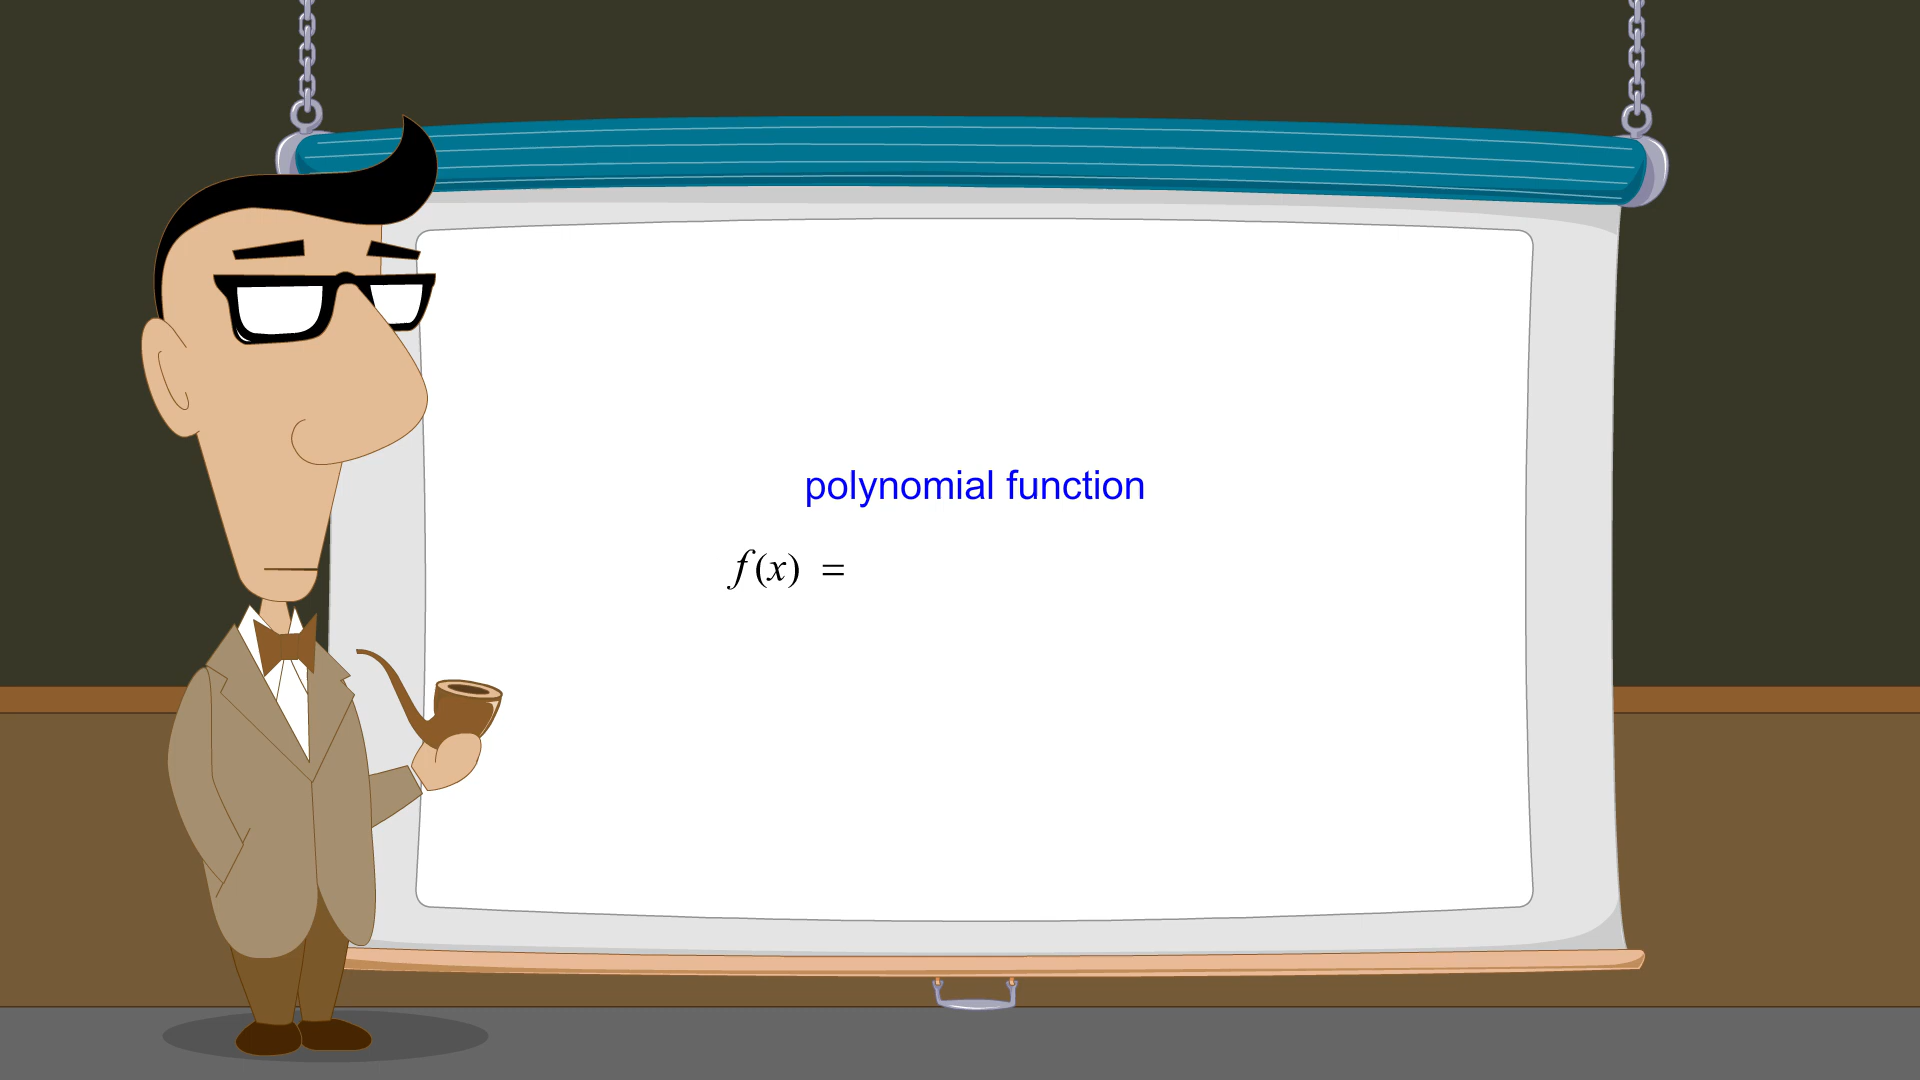 polynomial function
f(x) =